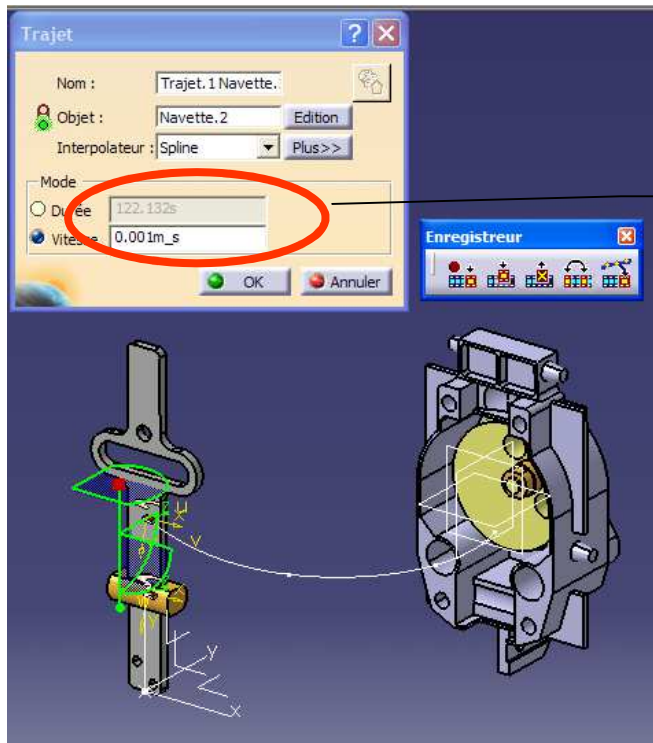 Trajet
Nom : Trajet.1 Navette.
Objet : Navette.2 Edition
Interpolateur : Spline Plus>>
Mode
Durée 122.132s
Vitesse 0.001m_s
OK Annuler
Enregistreur
u
x
v
y
y
x